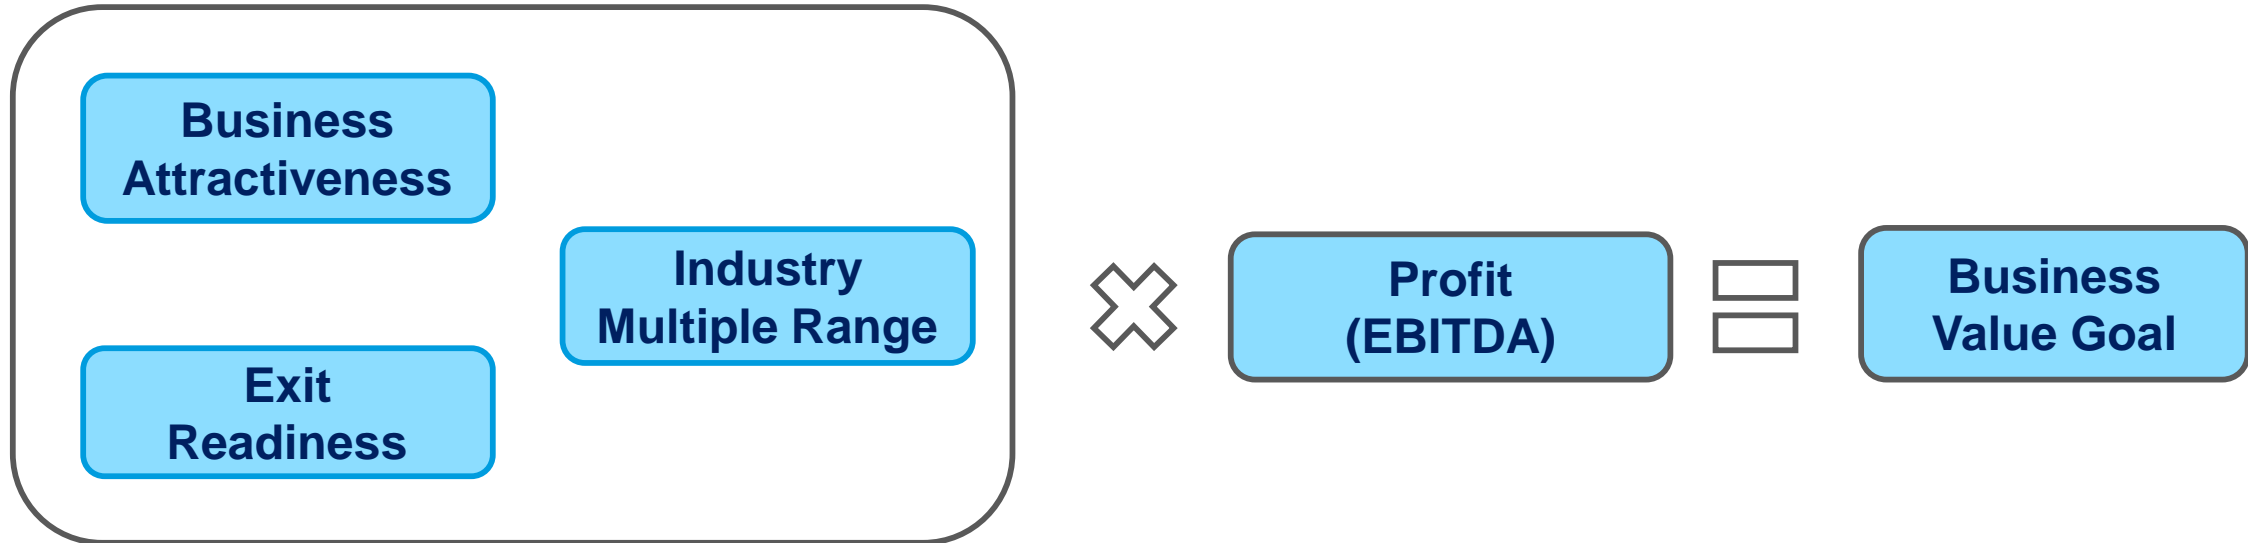 Business
Attractiveness
Exit
Readiness
Industry
Multiple Range
Profit
(EBITDA)
Business
Value Goal